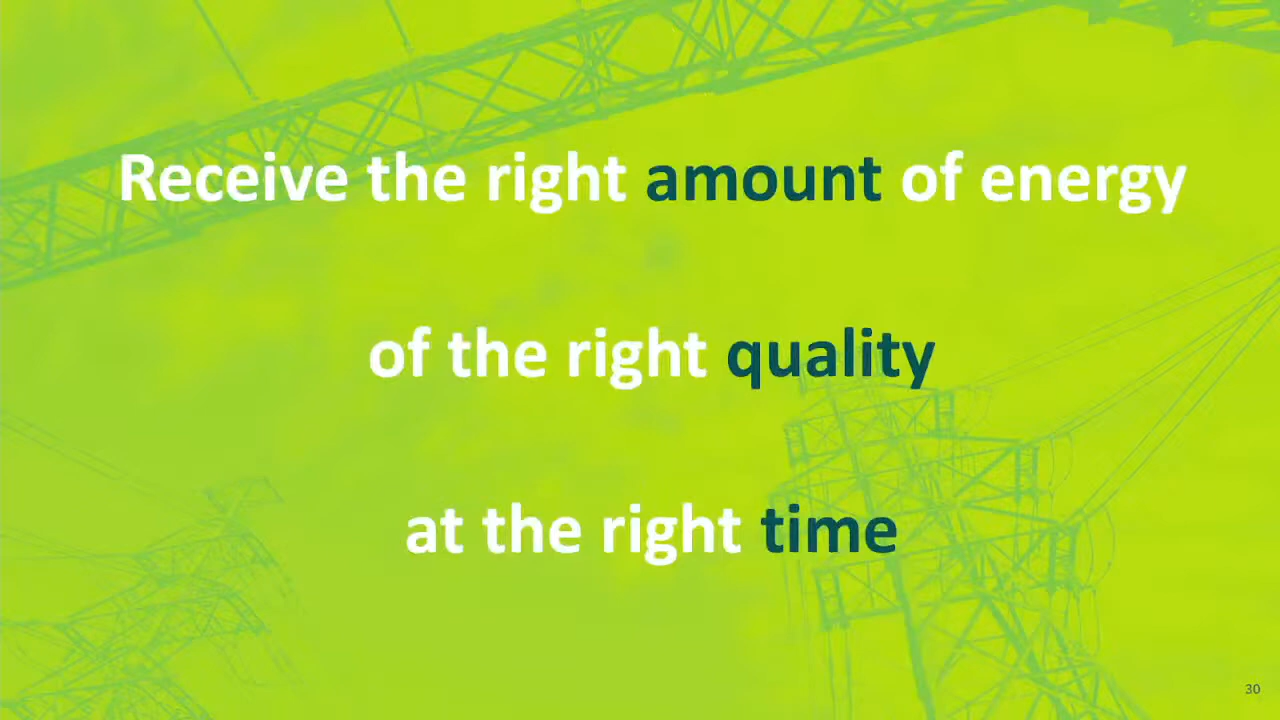 Receive the right amount of energy
of the right quality
at the right time
30